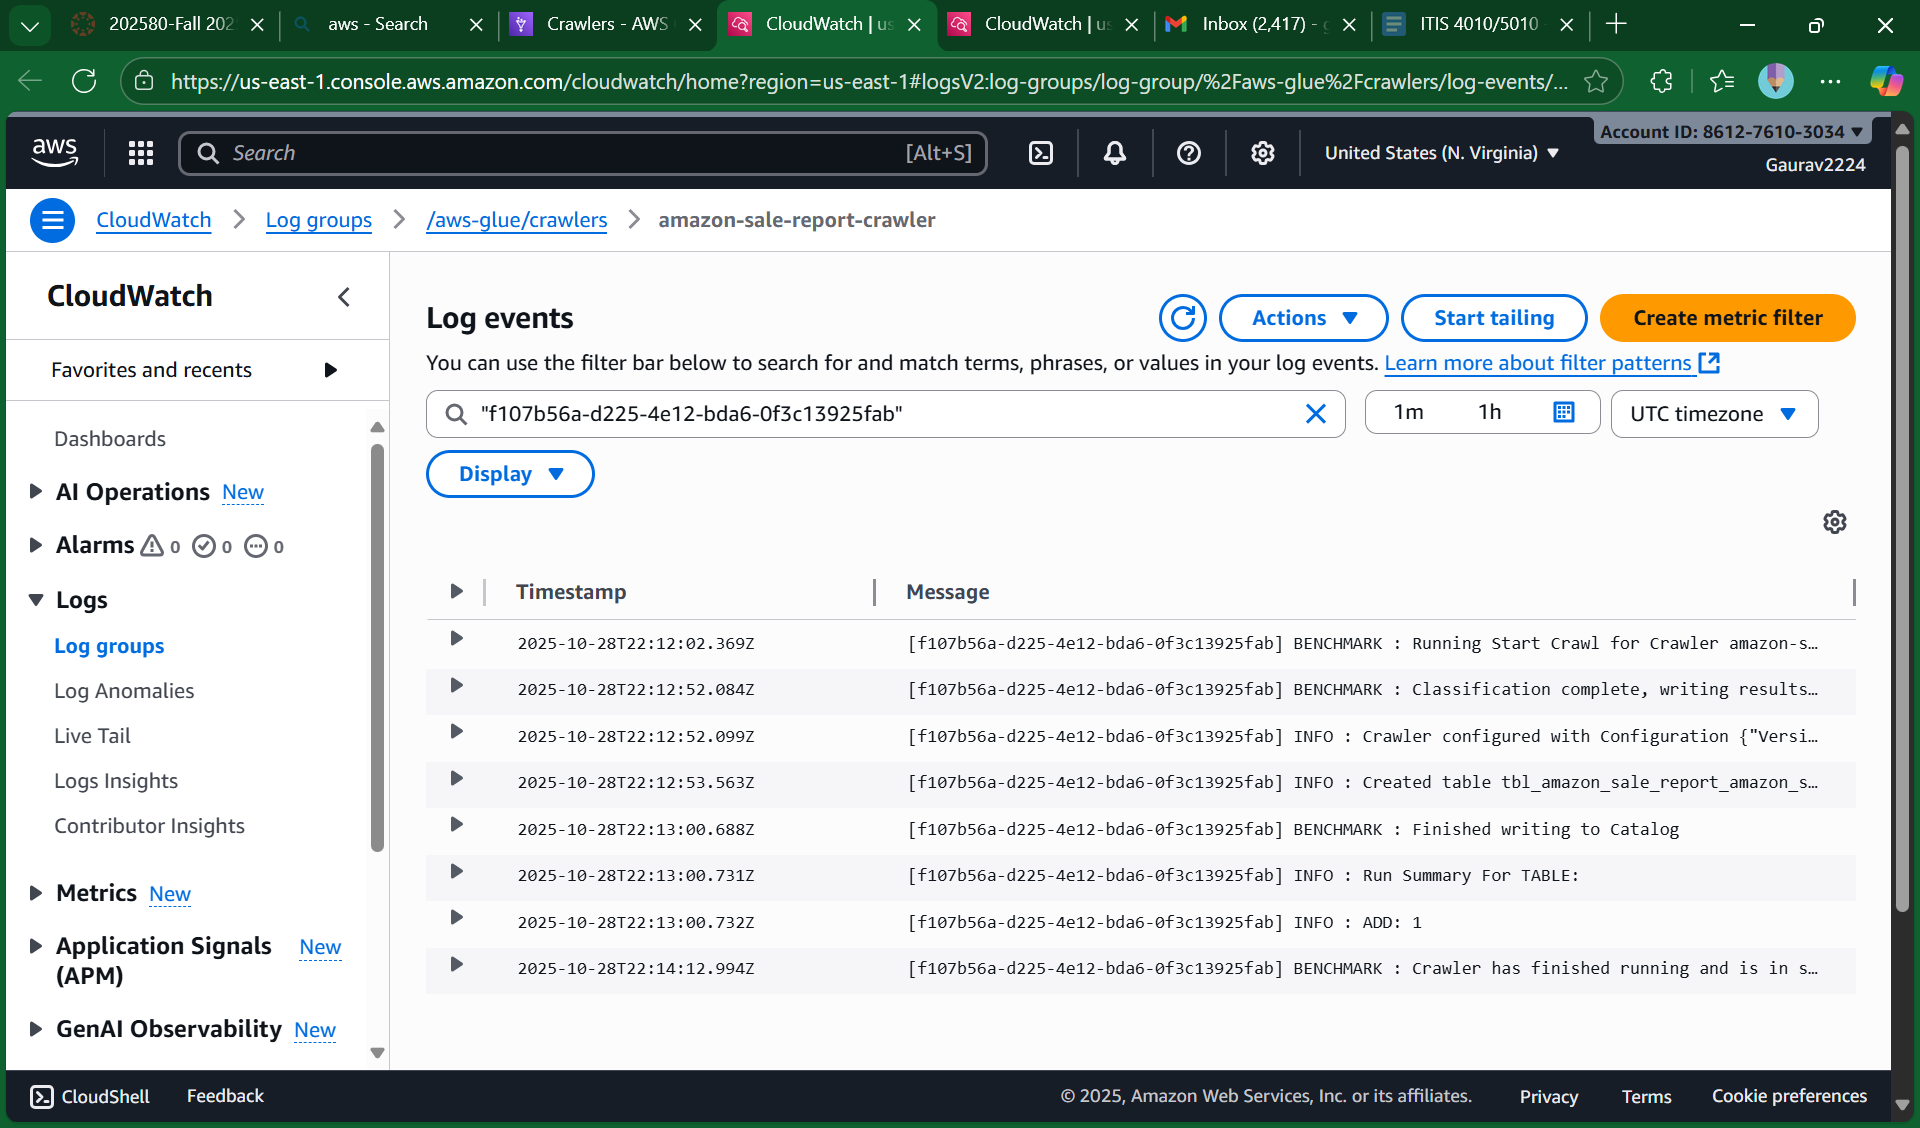 202580-Fall 202
aws - Search
Crawlers - AWS
CloudWatch | us
CloudWatch | us
Inbox (2,417) - g
ITIS 4010/5010 -
https://us-east-1.console.aws.amazon.com/cloudwatch/home?region=us-east-1#logsV2:log-groups/log-group/%2Faws-glue%2Fcrawlers/log-events/...
aws
Search
[Alt+S]
United States (N. Virginia)
Account ID: 8612-7610-3034
Gaurav2224
CloudWatch
Log groups
/aws-glue/crawlers
amazon-sale-report-crawler
CloudWatch
Favorites and recents
Dashboards
AI Operations New
Alarms 0 0 0
Logs
Log groups
Log Anomalies
Live Tail
Logs Insights
Contributor Insights
Metrics New
Application Signals New
(APM)
GenAI Observability New
Log events
Actions
Start tailing
Create metric filter
You can use the filter bar below to search for and match terms, phrases, or values in your log events. Learn more about filter patterns
"f107b56a-d225-4e12-bda6-0f3c13925fab"
1m
1h
UTC timezone
Display
Timestamp
Message
2025-10-28T22:12:02.369Z [f107b56a-d225-4e12-bda6-0f3c13925fab] BENCHMARK : Running Start Crawl for Crawler amazon-s…
2025-10-28T22:12:52.084Z [f107b56a-d225-4e12-bda6-0f3c13925fab] BENCHMARK : Classification complete, writing results…
2025-10-28T22:12:52.099Z [f107b56a-d225-4e12-bda6-0f3c13925fab] INFO : Crawler configured with Configuration {"Versi…
2025-10-28T22:12:53.563Z [f107b56a-d225-4e12-bda6-0f3c13925fab] INFO : Created table tbl_amazon_sale_report_amazon_s…
2025-10-28T22:13:00.688Z [f107b56a-d225-4e12-bda6-0f3c13925fab] BENCHMARK : Finished writing to Catalog
2025-10-28T22:13:00.731Z [f107b56a-d225-4e12-bda6-0f3c13925fab] INFO : Run Summary For TABLE:
2025-10-28T22:13:00.732Z [f107b56a-d225-4e12-bda6-0f3c13925fab] INFO : ADD: 1
2025-10-28T22:14:12.994Z [f107b56a-d225-4e12-bda6-0f3c13925fab] BENCHMARK : Crawler has finished running and is in s…
CloudShell
Feedback
© 2025, Amazon Web Services, Inc. or its affiliates.
Privacy
Terms
Cookie preferences